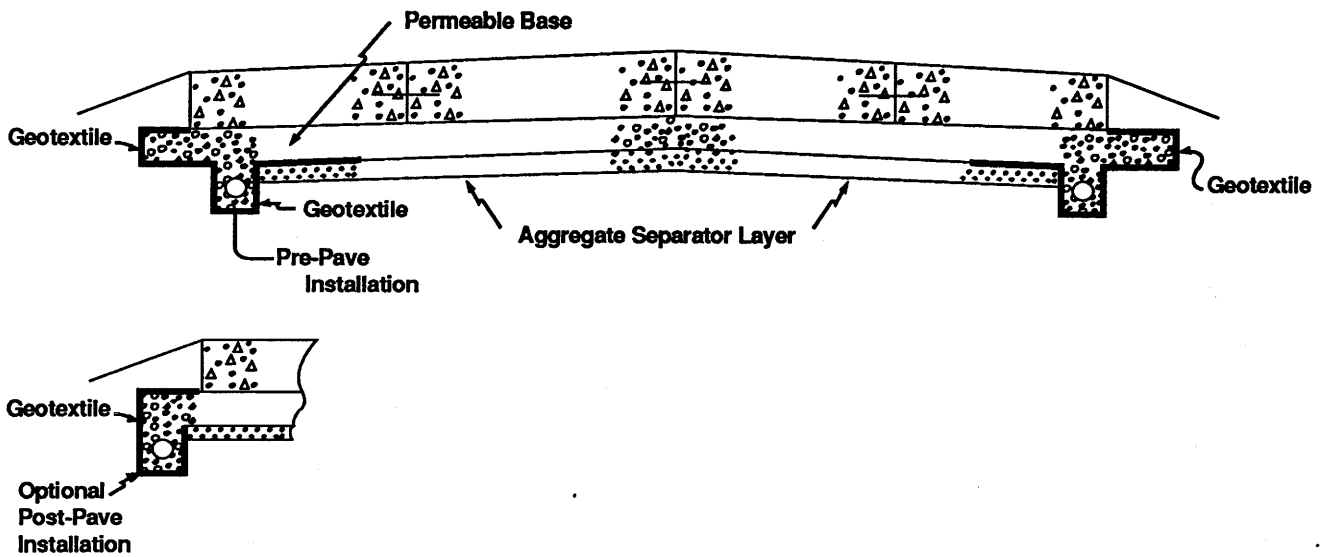 Permeable Base
Geotextile
Geotextile
Geotextile
Aggregate Separator Layer
Pre-Pave
Installation
Geotextile
Optional
Post-Pave
Installation